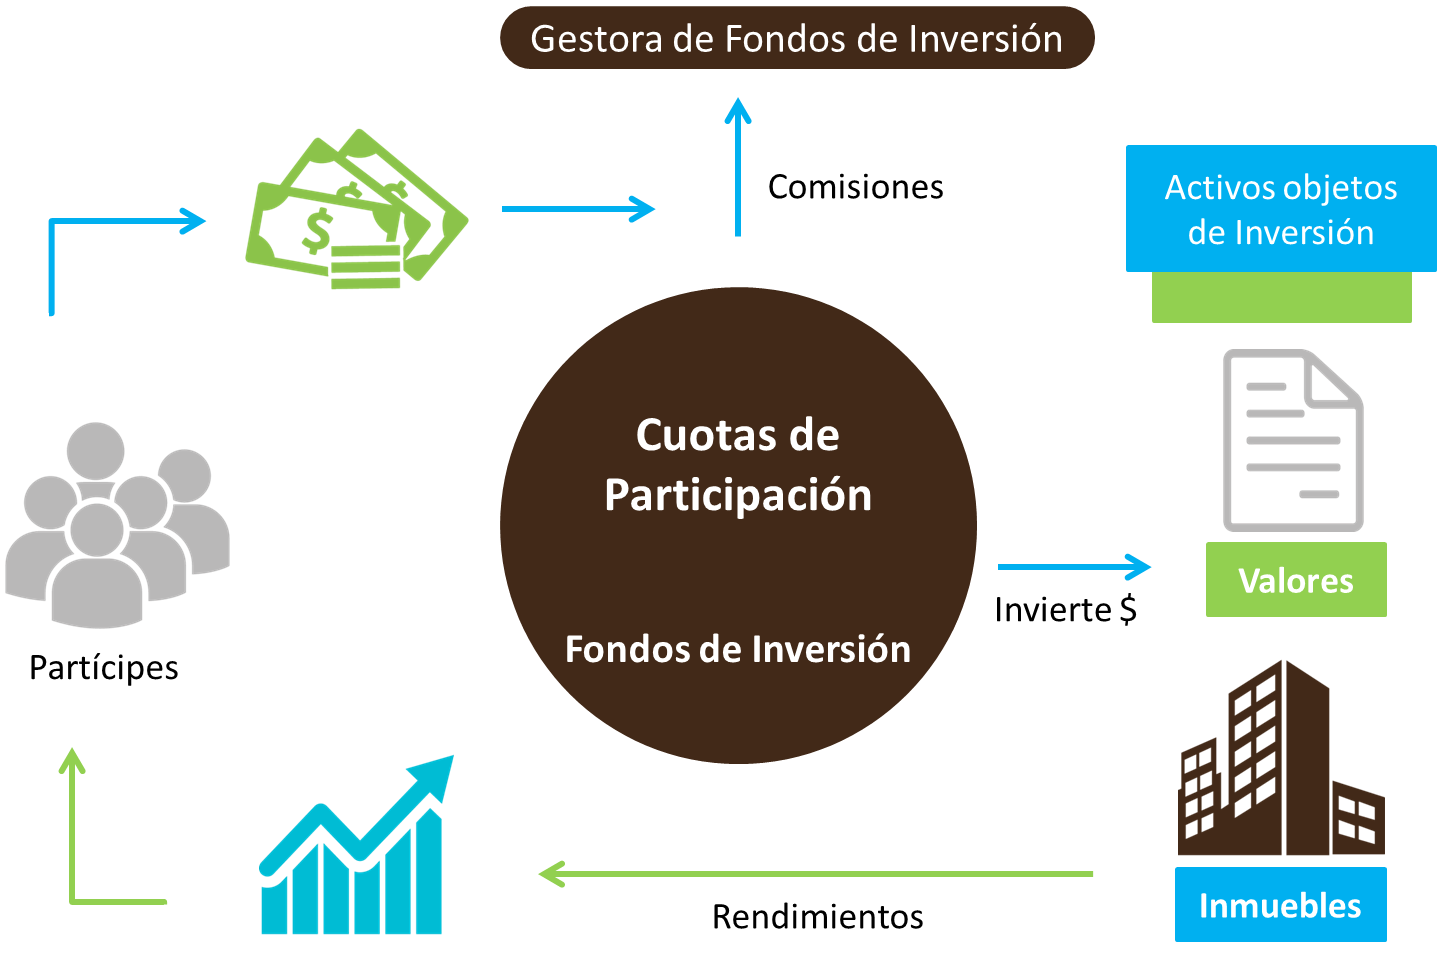 Gestora de Fondos de Inversión
Comisiones
Activos objetos
de Inversión
Cuotas de
Participación
Fondos de Inversión
Invierte $
Valores
Partícipes
Inmuebles
Rendimientos